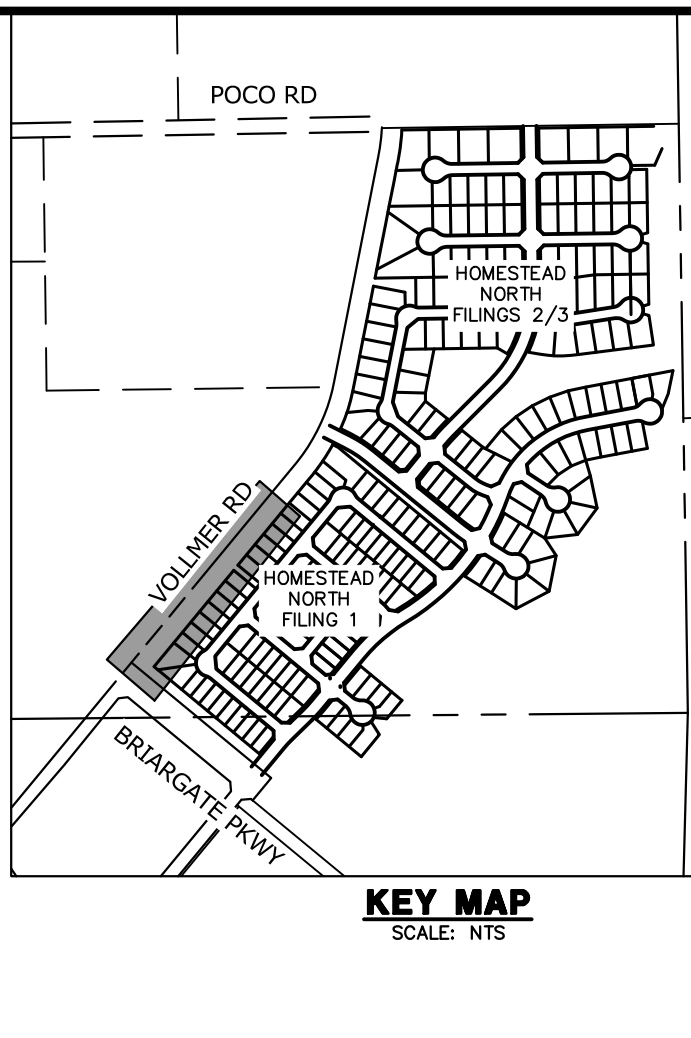 POCO RD
HOMESTEAD
NORTH
FILINGS 2/3
VOLLMER RD
HOMESTEAD
NORTH
FILING 1
BRIARGATE PKWY
KEY MAP
SCALE: NTS